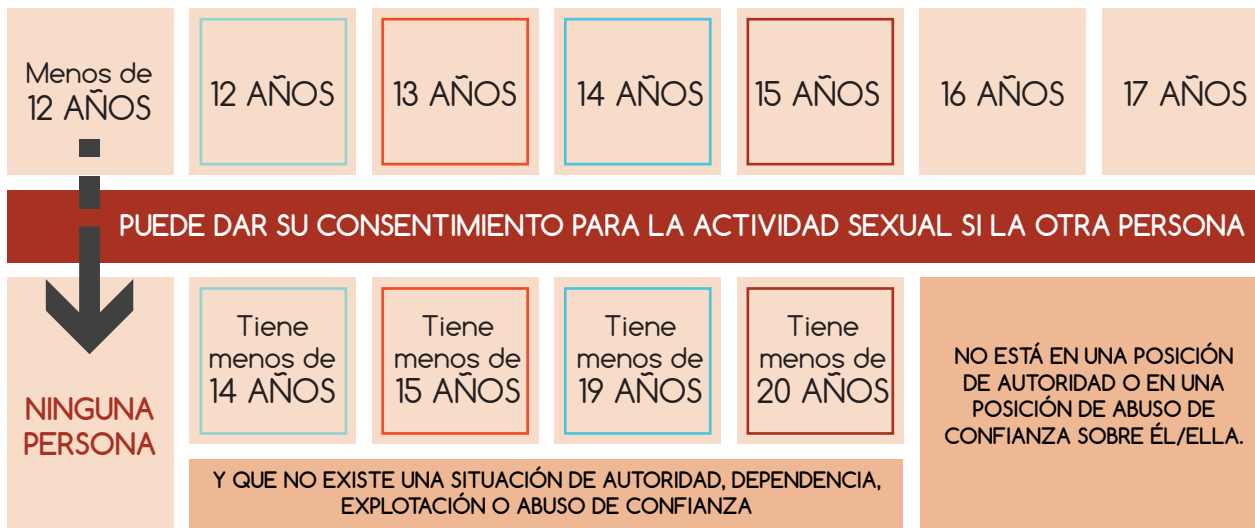 Menos de
12 AÑOS
12 AÑOS
13 AÑOS
14 AÑOS
15 AÑOS
16 AÑOS
17 AÑOS
PUEDE DAR SU CONSENTIMIENTO PARA LA ACTIVIDAD SEXUAL SI LA OTRA PERSONA
NINGUNA
PERSONA
Tiene
menos de
14 AÑOS
Tiene
menos de
15 AÑOS
Tiene
menos de
19 AÑOS
Tiene
menos de
20 AÑOS
Y QUE NO EXISTE UNA SITUACIÓN DE AUTORIDAD, DEPENDENCIA,
EXPLOTACIÓN O ABUSO DE CONFIANZA
NO ESTÁ EN UNA POSICIÓN
DE AUTORIDAD O EN UNA
POSICIÓN DE ABUSO DE
CONFIANZA SOBRE ÉL/ELLA.